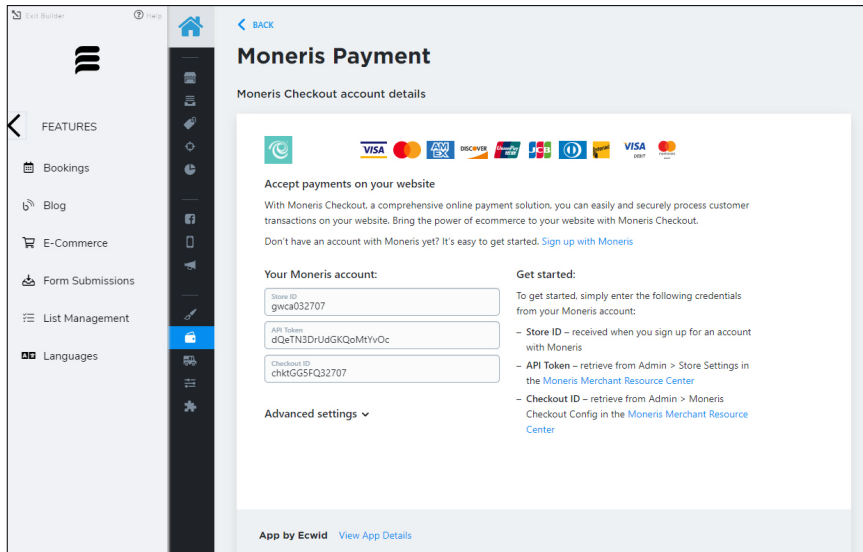 Exit Builder
Help
FEATURES
Bookings
Blog
E-Commerce
Form Submissions
List Management
Languages
BACK
Moneris Payment
Moneris Checkout account details
VISA
AM EX
DISCOVER
UnionPay
JCB
VISA
DEBIT
Accept payments on your website
With Moneris Checkout, a comprehensive online payment solution, you can easily and securely process customer
transactions on your website. Bring the power of ecommerce to your website with Moneris Checkout.
Don't have an account with Moneris yet? It's easy to get started. Sign up with Moneris
Your Moneris account:
Store ID
gwca032707
API Token
dQeTN3DrUdGKQoMtYvOc
Checkout ID
chktGG5FQ32707
Advanced settings
Get started:
To get started, simply enter the following credentials
from your Moneris account:
– Store ID – received when you sign up for an account
with Moneris
– API Token – retrieve from Admin > Store Settings in
the Moneris Merchant Resource Center
– Checkout ID – retrieve from Admin > Moneris
Checkout Config in the Moneris Merchant Resource
Center
App by Ecwid View App Details